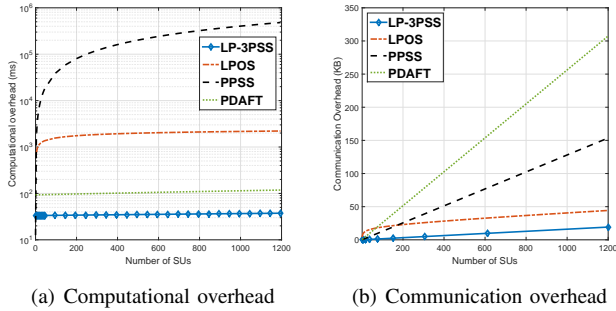 10^6
10^5
10^4
10^3
10^2
10^1
Computational overhead (ms)
0 200 400 600 800 1000 1200
Number of SUs
LP-3PSS
LPOS
PPSS
PDAFT
(a) Computational overhead
350
300
250
200
150
100
50
0
Communication Overhead (KB)
200 400 600 800 1000 1200
Number of SUs
LP-3PSS
LPOS
PPSS
PDAFT
(b) Communication overhead